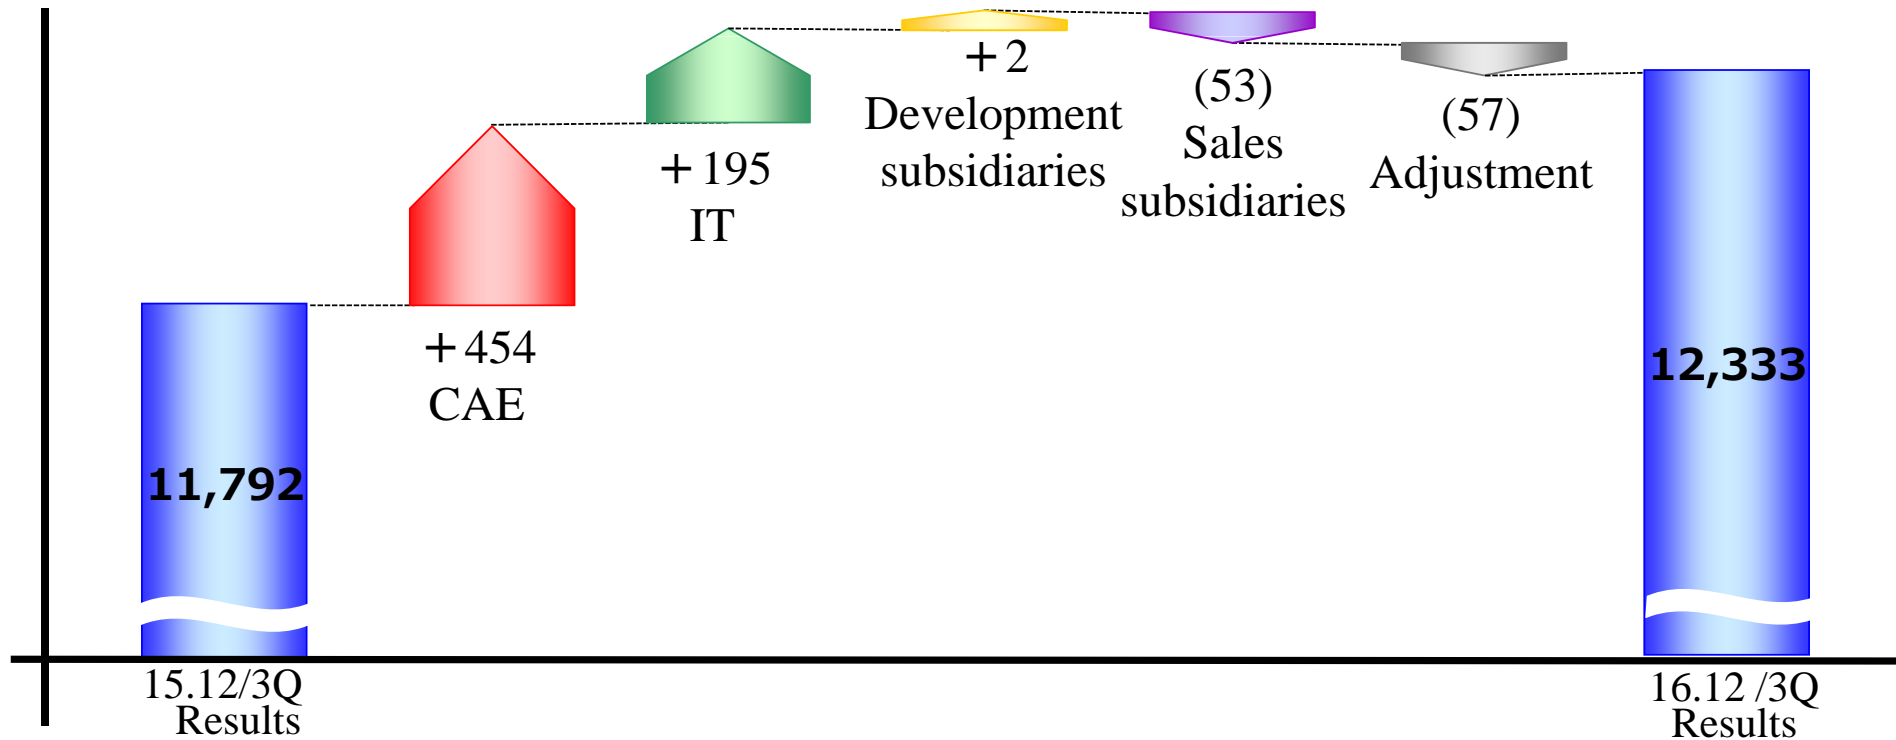 +2
Development
subsidiaries
(53)
Sales
subsidiaries
(57)
Adjustment
+195
IT
+454
CAE
11,792
12,333
15.12/3Q
Results
16.12 /3Q
Results